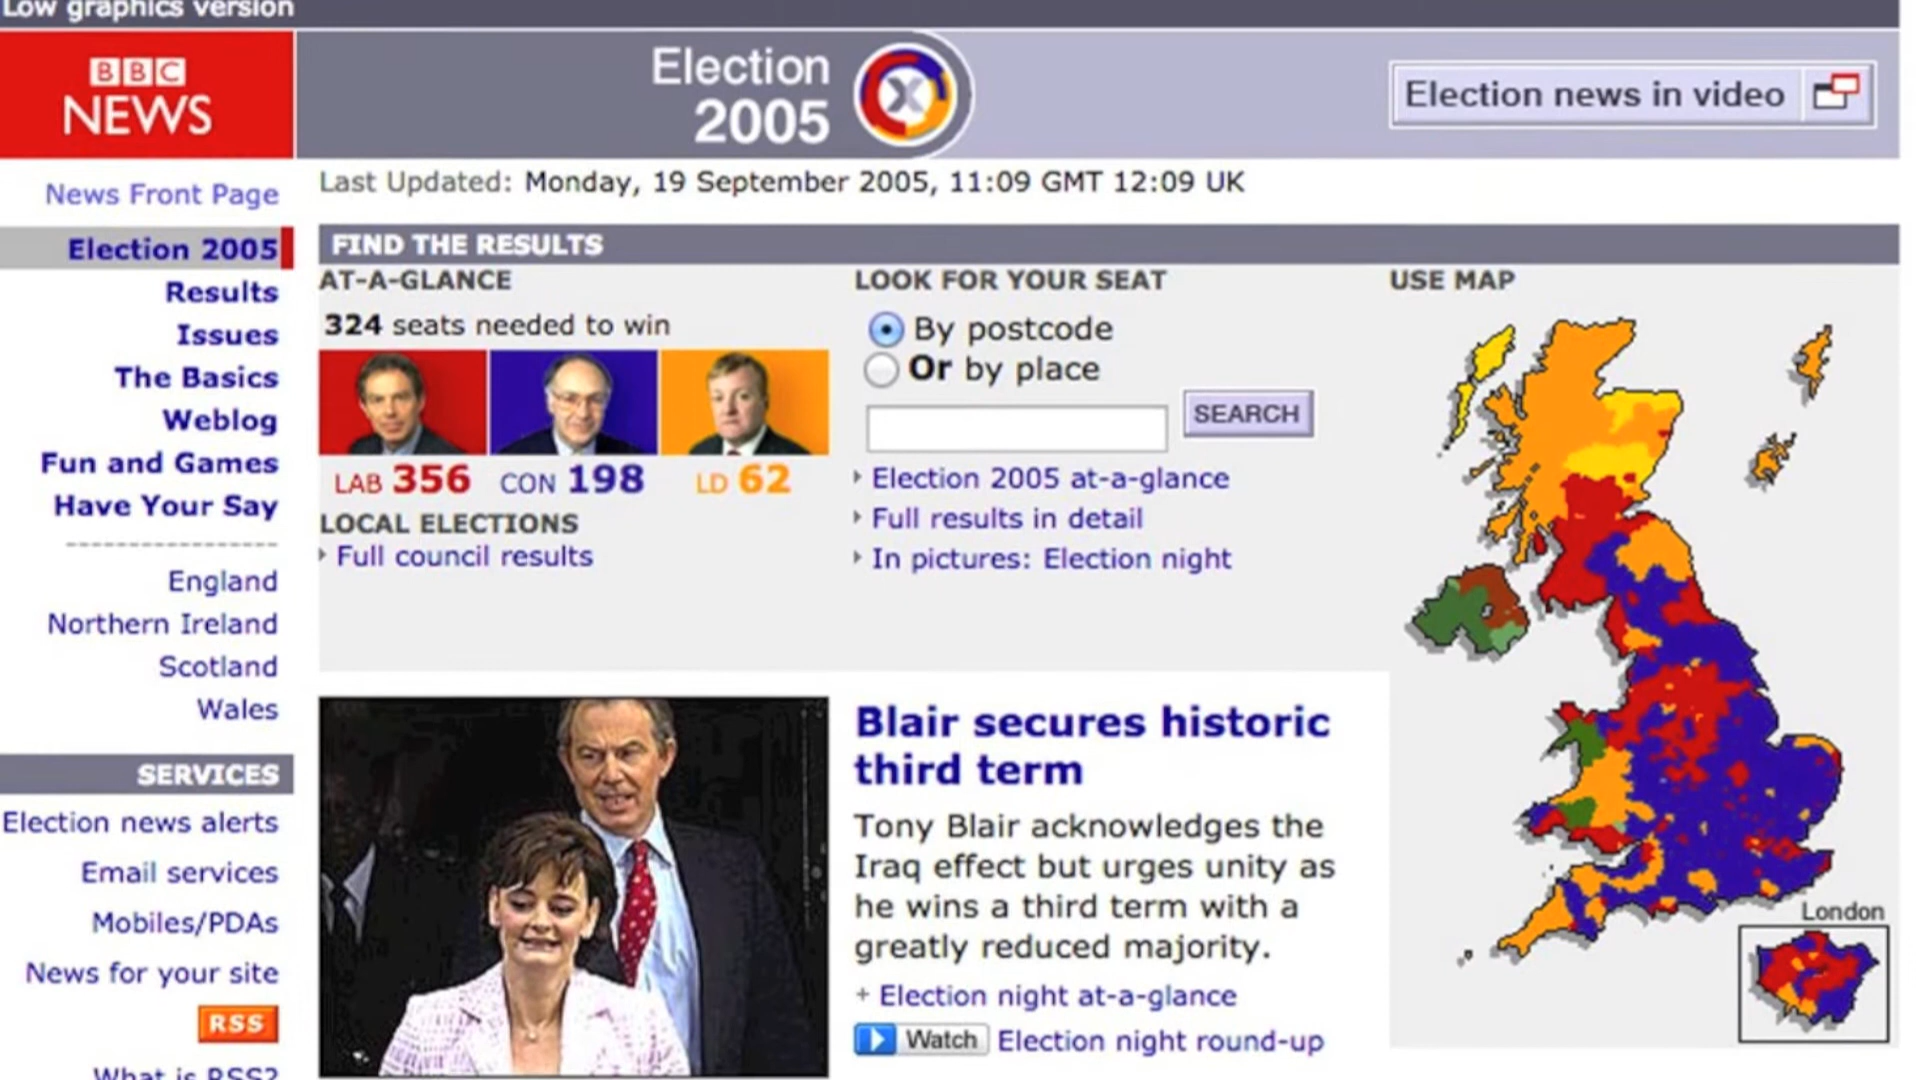 Low graphics version
BBC
NEWS
Election
2005
Election news in video
News Front Page
Election 2005
Results
Issues
The Basics
Weblog
Fun and Games
Have Your Say
England
Northern Ireland
Scotland
Wales
SERVICES
Election news alerts
Email services
Mobiles/PDAs
News for your site
RSS
What is RSS?
Last Updated: Monday, 19 September 2005, 11:09 GMT 12:09 UK
FIND THE RESULTS
AT-A-GLANCE
324 seats needed to win
LAB 356 CON 198 LD 62
LOCAL ELECTIONS
Full council results
LOOK FOR YOUR SEAT
By postcode
Or by place
SEARCH
Election 2005 at-a-glance
Full results in detail
In pictures: Election night
USE MAP
London
Blair secures historic
third term
Tony Blair acknowledges the
Iraq effect but urges unity as
he wins a third term with a
greatly reduced majority.
+ Election night at-a-glance
Watch Election night round-up